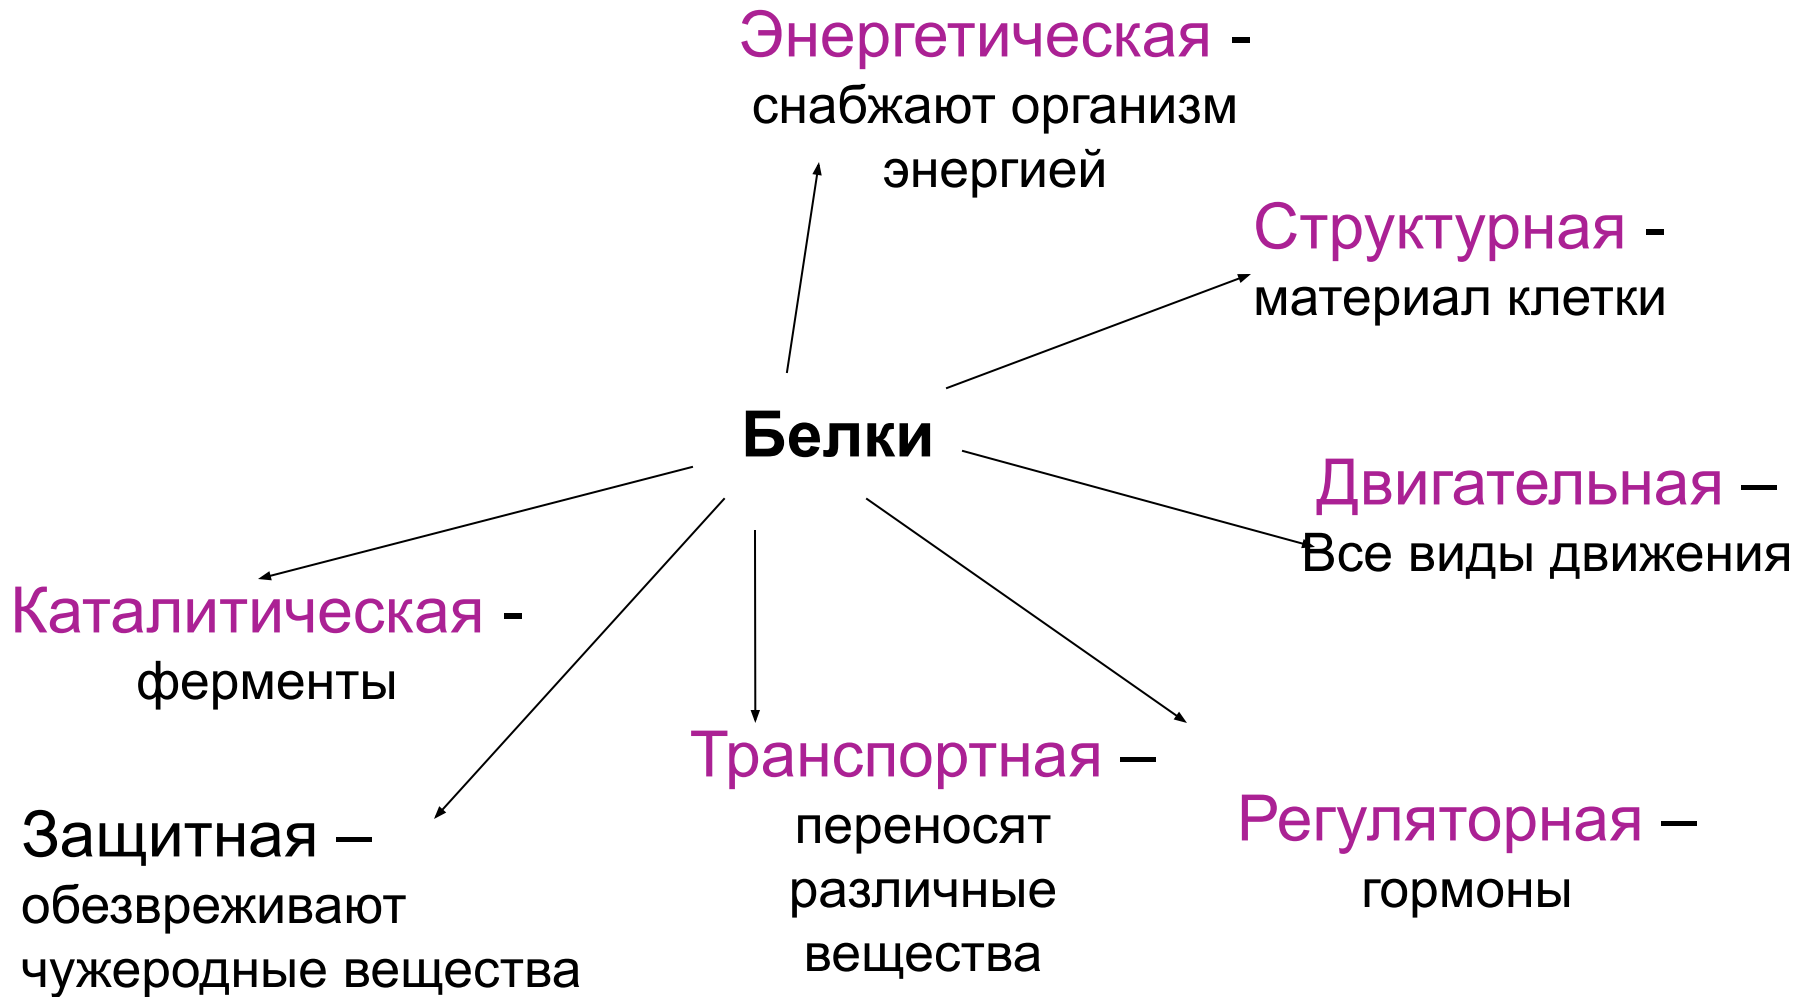 Энергетическая -
снабжают организм
энергией
Структурная -
материал клетки
Белки
Двигательная –
Все виды движения
Каталитическая -
ферменты
Транспортная –
переносят
различные
вещества
Регуляторная –
гормоны
Защитная –
обезвреживают
чужеродные вещества